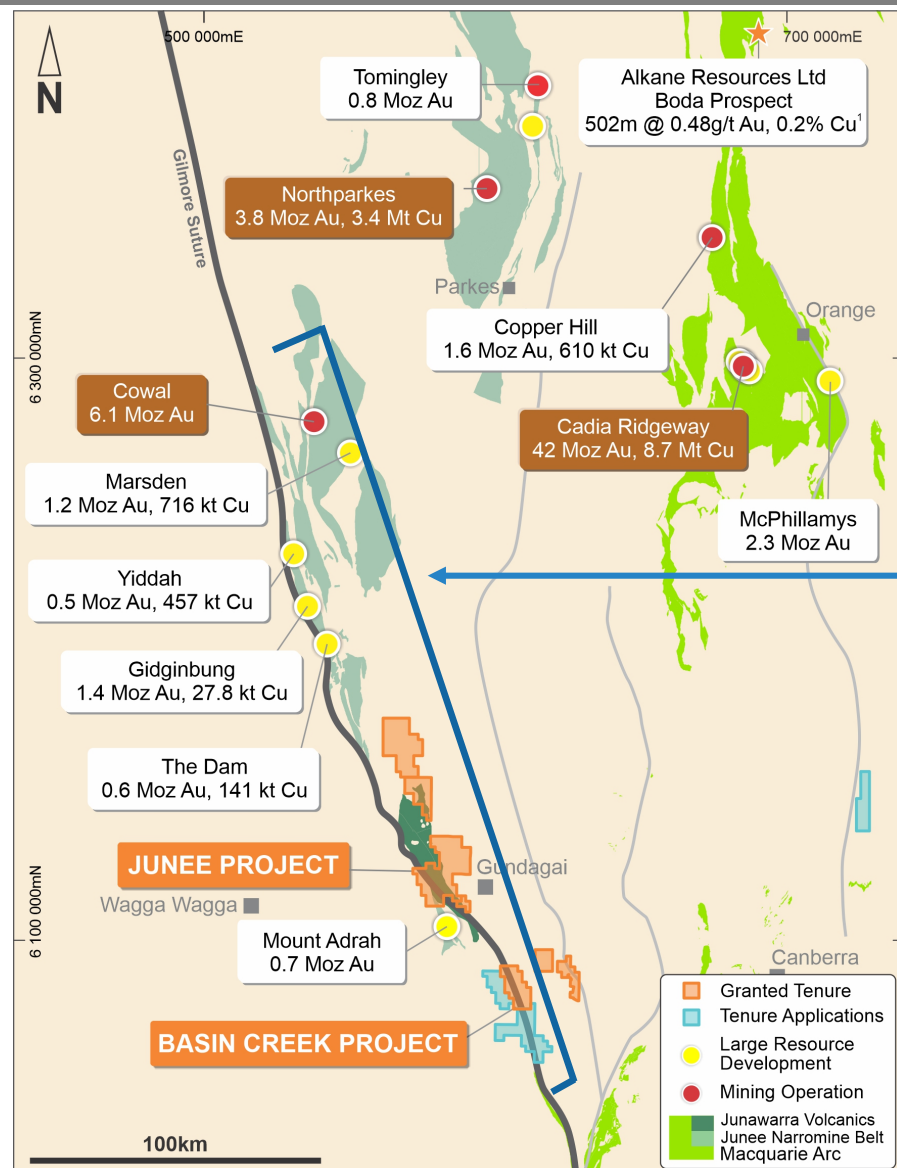 500 000mE
700 000mE
N
Tomingley
0.8 Moz Au
Alkane Resources Ltd
Boda Prospect
502m @ 0.48g/t Au, 0.2% Cu¹
Gilmore Suture
Northparkes
3.8 Moz Au, 3.4 Mt Cu
Parkes
Orange
Copper Hill
1.6 Moz Au, 610 kt Cu
6 300 000mN
Cowal
6.1 Moz Au
Cadia Ridgeway
42 Moz Au, 8.7 Mt Cu
Marsden
1.2 Moz Au, 716 kt Cu
McPhillamys
2.3 Moz Au
Yiddah
0.5 Moz Au, 457 kt Cu
Gidginbung
1.4 Moz Au, 27.8 kt Cu
The Dam
0.6 Moz Au, 141 kt Cu
JUNEE PROJECT
Gundagai
Wagga Wagga
6 100 000mN
Mount Adrah
0.7 Moz Au
Canberra
BASIN CREEK PROJECT
Granted Tenure
Tenure Applications
Large Resource
Development
Mining Operation
Junawarra Volcanics
Junee Narromine Belt
Macquarie Arc
100km